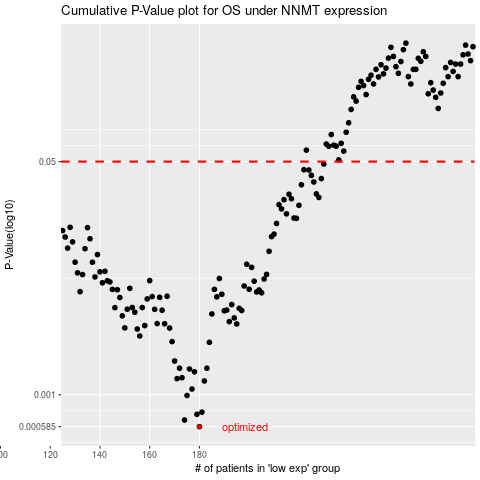 Cumulative P-Value plot for OS under NNMT expression
P-Value(log10)
0.05
0.001
0.000585
optimized
00 120 140 160 180
# of patients in 'low exp' group